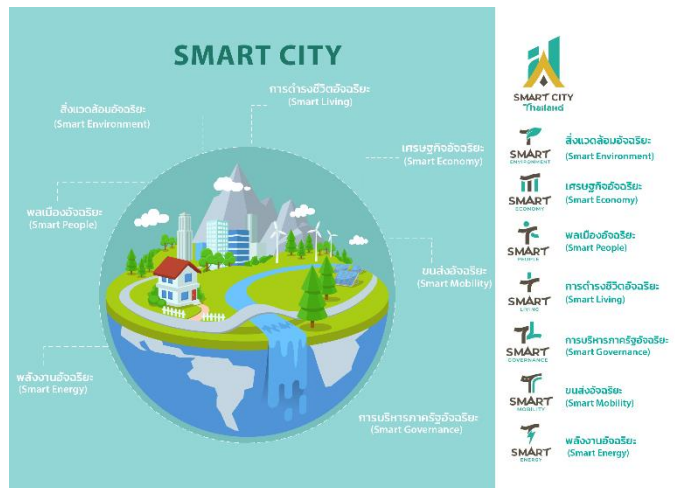 SMART CITY
การดำรงชีวิตอัจฉริยะ
(Smart Living)
สิ่งแวดล้อมอัจฉริยะ
(Smart Environment)
เศรษฐกิจอัจฉริยะ
(Smart Economy)
พลเมืองอัจฉริยะ
(Smart People)
ขนส่งอัจฉริยะ
(Smart Mobility)
พลังงานอัจฉริยะ
(Smart Energy)
การบริหารภาครัฐอัจฉริยะ
(Smart Governance)
SMART CITY
Thailand
SMART
ENVIRONMENT
สิ่งแวดล้อมอัจฉริยะ
(Smart Environment)
SMART
ECONOMY
เศรษฐกิจอัจฉริยะ
(Smart Economy)
SMART
PEOPLE
พลเมืองอัจฉริยะ
(Smart People)
SMART
LIVING
การดำรงชีวิตอัจฉริยะ
(Smart Living)
SMART
GOVERNANCE
การบริหารภาครัฐอัจฉริยะ
(Smart Governance)
SMART
MOBILITY
ขนส่งอัจฉริยะ
(Smart Mobility)
SMART
ENERGY
พลังงานอัจฉริยะ
(Smart Energy)